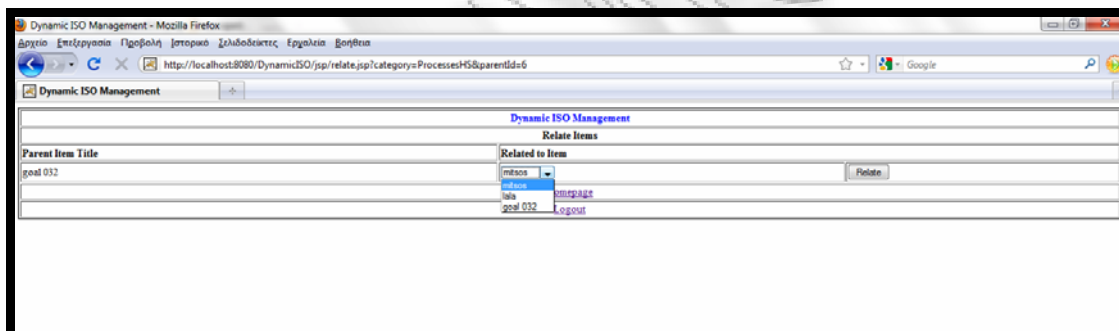 Dynamic ISO Management - Mozilla Firefox
Αρχείο Επεξεργασία Προβολή Ιστορικό Σελιδοδείκτες Εργαλεία Βοήθεια
http://localhost:8080/DynamicISO/jsp/relate.jsp?category=ProcessesHS&parentId=6 Google
Dynamic ISO Management
Dynamic ISO Management
Relate Items
Parent Item Title Related to Item
goal 032 mitsos Relate
mitsos omepage
lala
goal 032 Logout